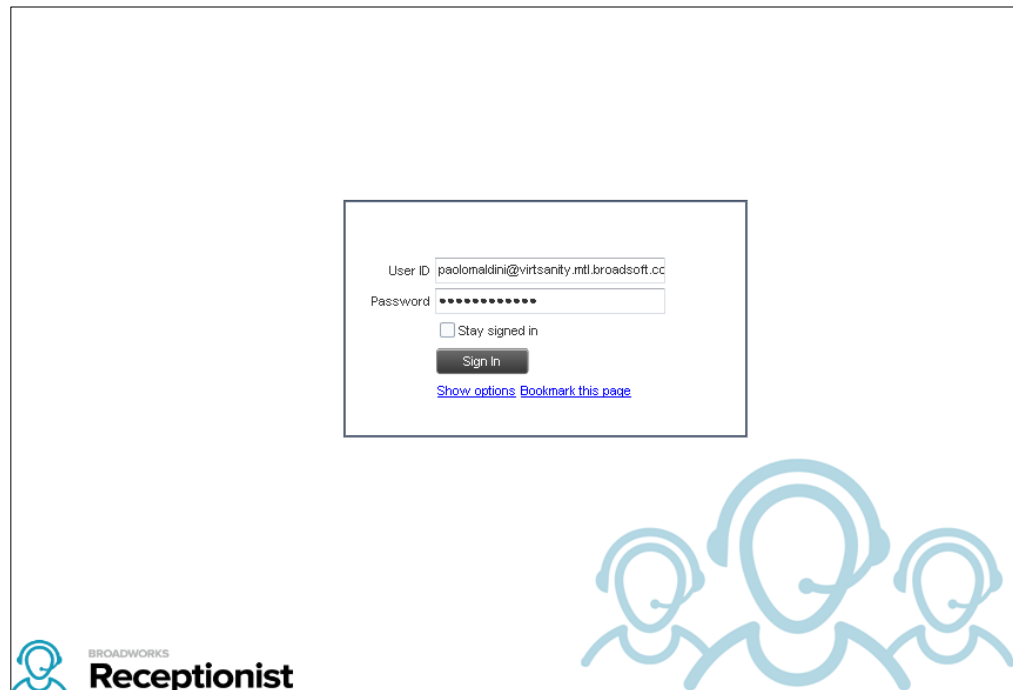 User ID paolomaldini@virtsanity.mtl.broadsoft.cc
Password ••••••••••••
Stay signed in
Sign In
Show options Bookmark this page
BROADWORKS
Receptionist